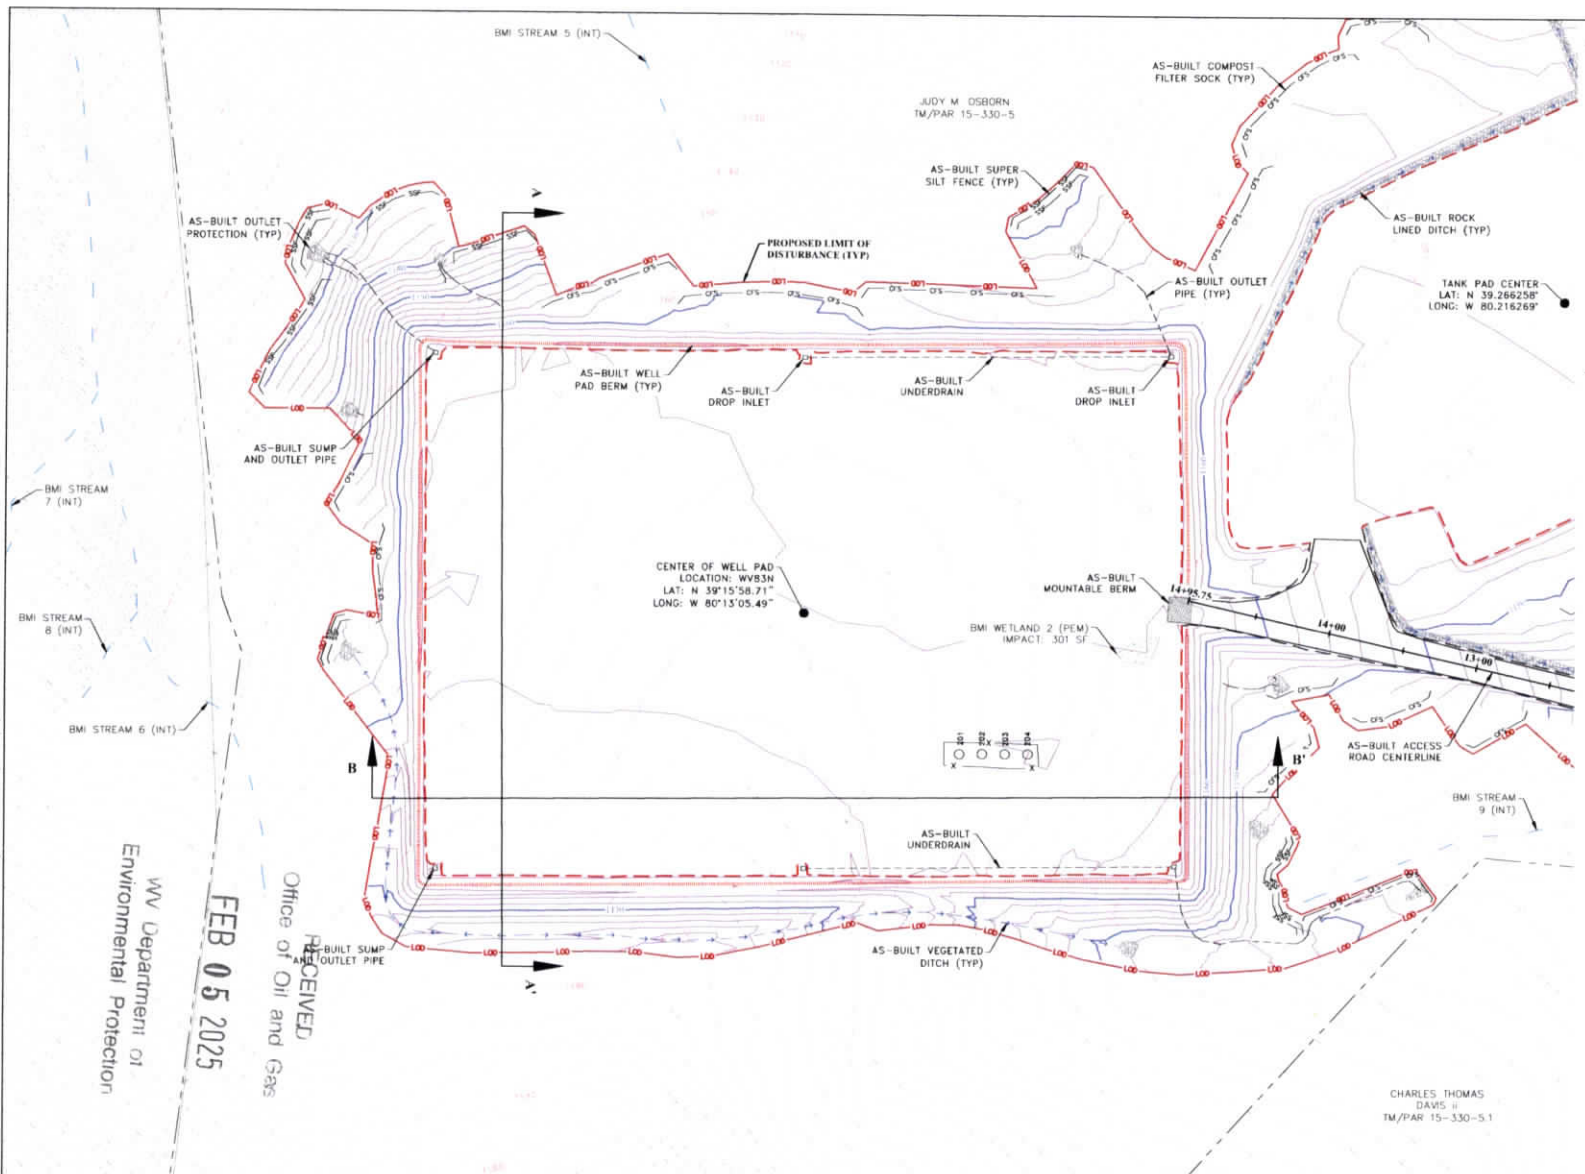 BMI STREAM 5 (INT)
AS-BUILT COMPOST
FILTER SOCK (TYP)
JUDY M OSBORN
TM/PAR 15-330-5
AS-BUILT SUPER
SILT FENCE (TYP)
AS-BUILT OUTLET
PROTECTION (TYP)
A
AS-BUILT ROCK
LINED DITCH (TYP)
PROPOSED LIMIT OF
DISTURBANCE (TYP)
AS-BUILT OUTLET
PIPE (TYP)
TANK PAD CENTER
LAT: N 39.266258°
LONG: W 80.216269°
AS-BUILT WELL
PAD BERM (TYP)
AS-BUILT
DROP INLET
AS-BUILT
UNDERDRAIN
AS-BUILT
DROP INLET
AS-BUILT SUMP
AND OUTLET PIPE
BMI STREAM
7 (INT)
CENTER OF WELL PAD
LOCATION: WV83N
LAT: N 39°15'58.71"
LONG: W 80°13'05.49"
AS-BUILT
MOUNTABLE BERM
14+95.75
14+00
13+00
BMI STREAM
8 (INT)
BMI WETLAND 2 (PEM)
IMPACT: 301 SF
BMI STREAM 6 (INT)
201
202
203
204
X
X
X
AS-BUILT ACCESS
ROAD CENTERLINE
B
B'
BMI STREAM
9 (INT)
AS-BUILT
UNDERDRAIN
AS-BUILT SUMP
AND OUTLET PIPE
AS-BUILT VEGETATED
DITCH (TYP)
A'
RECEIVED
Office of Oil and Gas
FEB 05 2025
WV Department of
Environmental Protection
CHARLES THOMAS
DAVIS II
TM/PAR 15-330-5.1
LOD
CFS
SSF